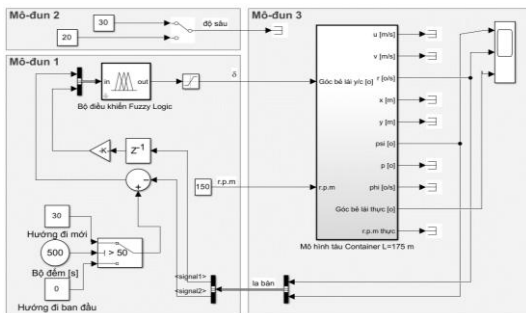 Mô-đun 2
30
20
độ sâu
Mô-đun 1
in
out
Bộ điều khiển Fuzzy Logic
δ
-K-
Z-1
+
−
30
Hướng đi mới
500
> 50
Bộ đếm [s]
0
Hướng đi ban đầu
<signal1>
<signal2>
Mô-đun 3
Góc bẻ lái y/c [o]
150
r.p.m
r.p.m
u [m/s]
v [m/s]
r [o/s]
x [m]
y [m]
psi [o]
p [o]
phi [o/s]
Góc bẻ lái thực [o]
r.p.m thực
Mô hình tàu Container L=175 m
la bàn